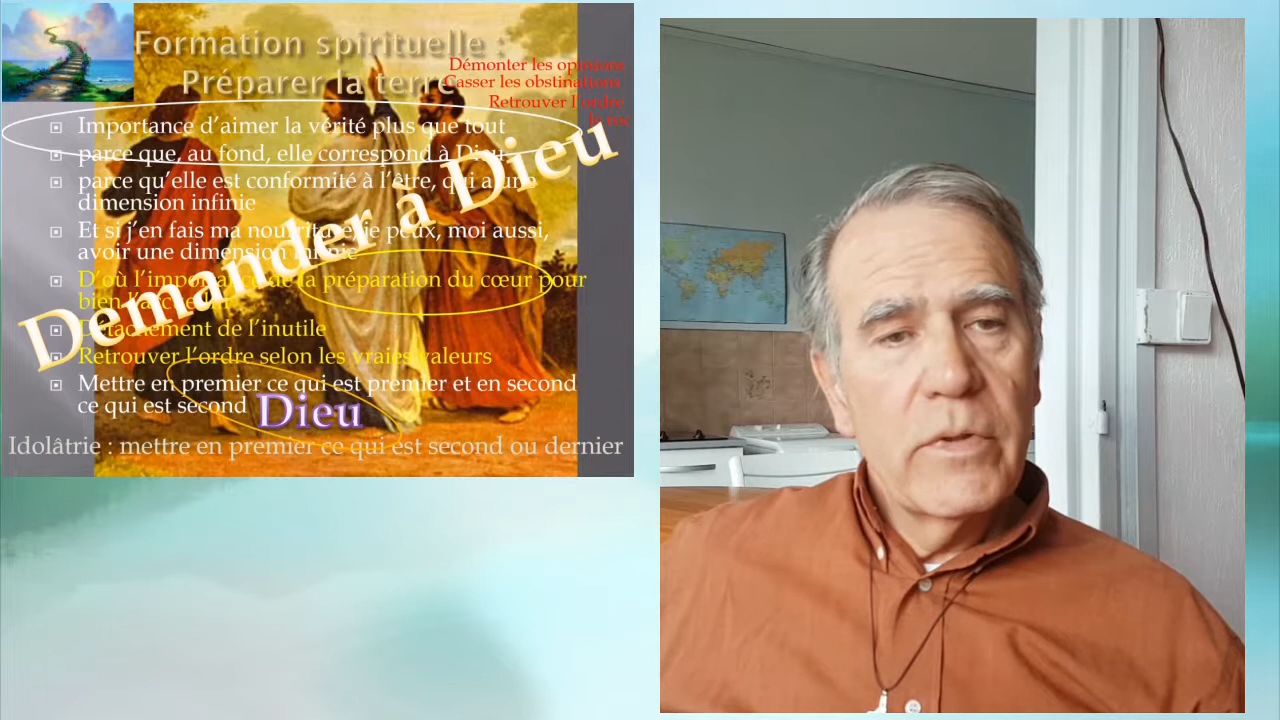 Formation spirituelle :
Préparer la terre
Démonter les opinions
Casser les obstinations
Retrouver l'ordre
le roc
Importance d'aimer la vérité plus que tout
parce que, au fond, elle correspond à Dieu
parce qu'elle est conformité à l'être, qui a une
dimension infinie
Et si j'en fais ma nourriture, je peux, moi aussi,
avoir une dimension infinie
D'où l'importance de la préparation du cœur pour
bien
Détachement de l'inutile
Retrouver l'ordre selon les vraies valeurs
Mettre en premier ce qui est premier et en second
ce qui est second
Dieu
Idolâtrie : mettre en premier ce qui est second ou dernier
Demander à Dieu